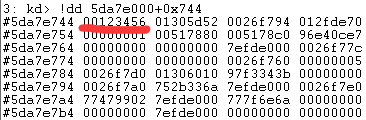 3: kd> !dd 5da7e000+0x744
#5da7e744 00123456 01305d52 0026f794 012fde70
#5da7e754 00000001 00517880 005178c0 96e40ce7
#5da7e764 00000000 00000000 7efde000 0026f77c
#5da7e774 00000000 00000000 0026f760 00000005
#5da7e784 0026f7d0 01306010 97f3343b 00000000
#5da7e794 0026f7a0 752b336a 7efde000 0026f7e0
#5da7e7a4 77479902 7efde000 777f6e6a 00000000
#5da7e7b4 00000000 7efde000 00000000 00000000